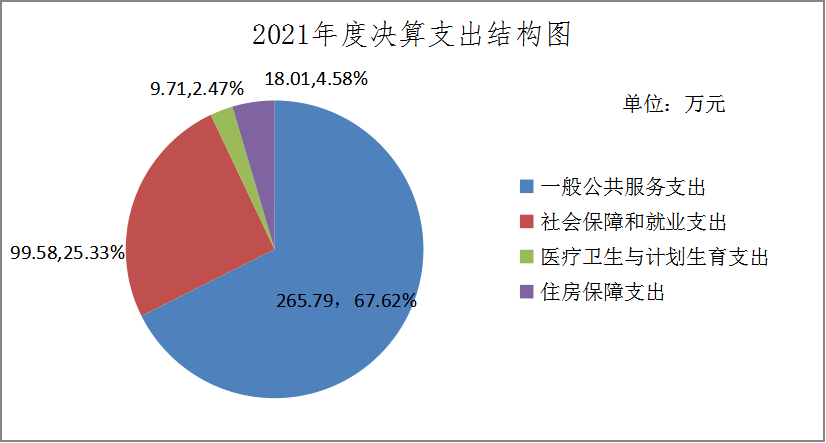 2021年度决算支出结构图
18.01,4.58%
9.71,2.47%
单位：万元
一般公共服务支出
社会保障和就业支出
99.58,25.33%
医疗卫生与计划生育支出
住房保障支出
265.79，67.62%